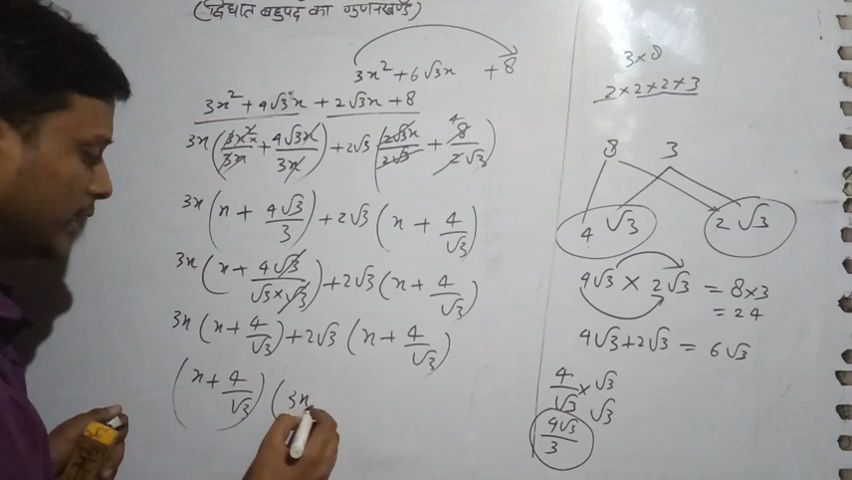 (द्विघात बहुपद का गुणनखण्ड)
3x² + 6√3x + 8
3x² + 4√3x + 2√3x + 8
3x(3x²/3x + 4√3x/3x) + 2√3(2√3x/2√3 + 8/2√3)
3x(x + 4√3/3) + 2√3(x + 4/√3)
3x(x + 4√3/√3×√3) + 2√3(x + 4/√3)
3x(x + 4/√3) + 2√3(x + 4/√3)
(x + 4/√3)(3x
3×8
2×2×2×3
8 3
4√3 2√3
4√3 × 2√3 = 8×3
= 24
4√3 + 2√3 = 6√3
4/√3 × √3/√3
4√3/3